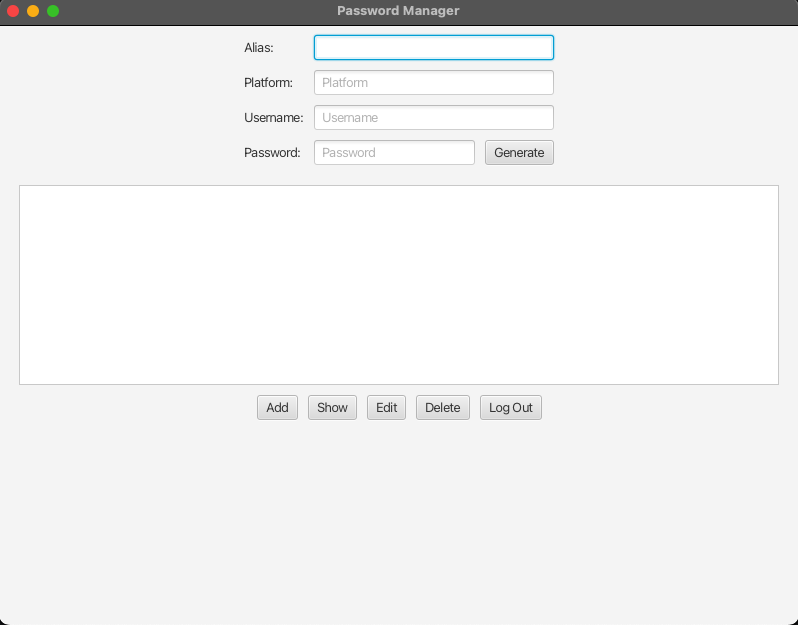 Password Manager
Alias:
Platform: Platform
Username: Username
Password: Password Generate
Add Show Edit Delete Log Out